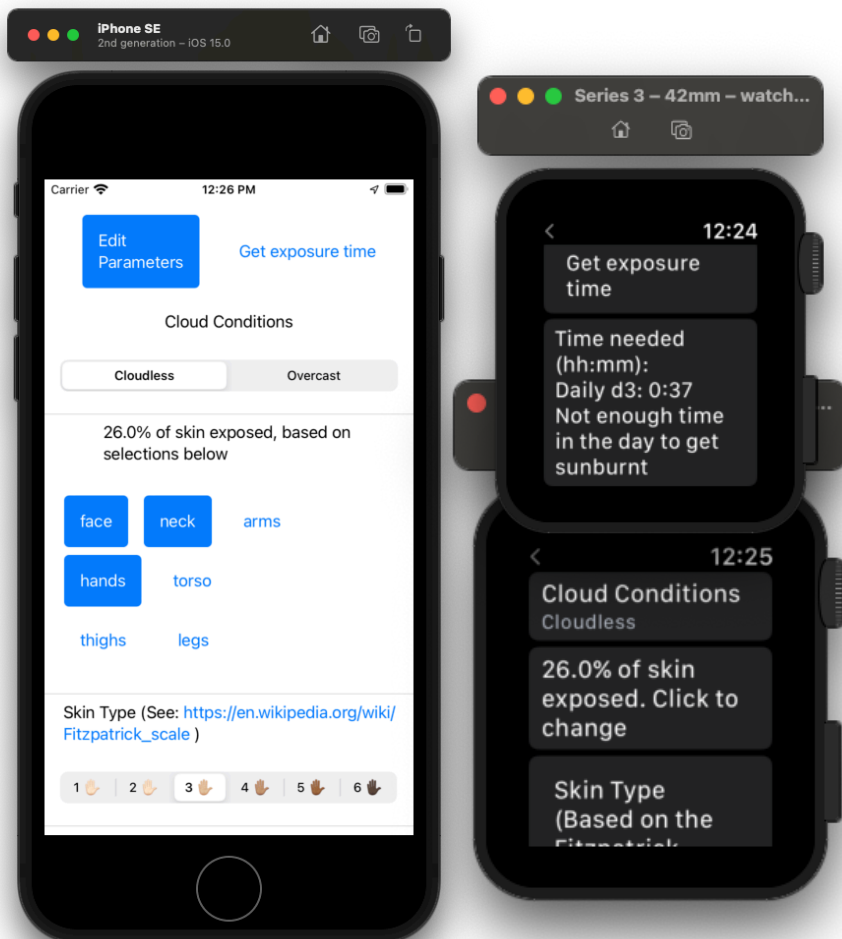 iPhone SE
2nd generation – iOS 15.0
Carrier
12:26 PM
Edit
Parameters
Get exposure time
Cloud Conditions
Cloudless
Overcast
26.0% of skin exposed, based on
selections below
face
neck
arms
hands
torso
thighs
legs
Skin Type (See: https://en.wikipedia.org/wiki/
Fitzpatrick_scale )
1
2
3
4
5
6
Series 3 – 42mm – watch...
12:24
Get exposure
time
Time needed
(hh:mm):
Daily d3: 0:37
Not enough time
in the day to get
sunburnt
...
12:25
Cloud Conditions
Cloudless
26.0% of skin
exposed. Click to
change
Skin Type
(Based on the
Fitzpatrick